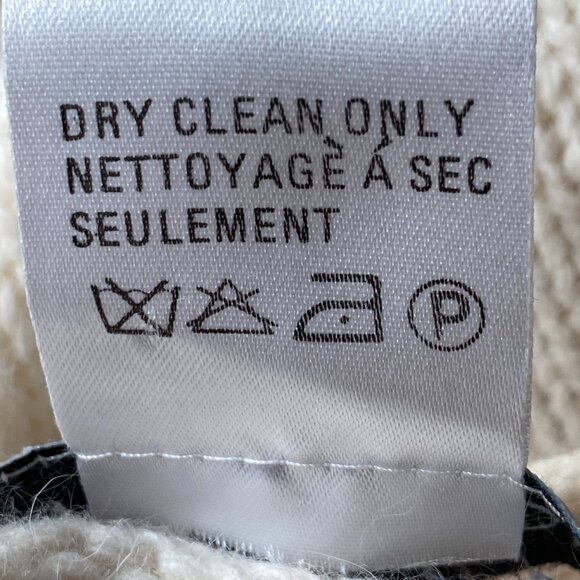 DRY CLEAN ONLY
NETTOYAGÈ Á SEC
SEULEMENT
P